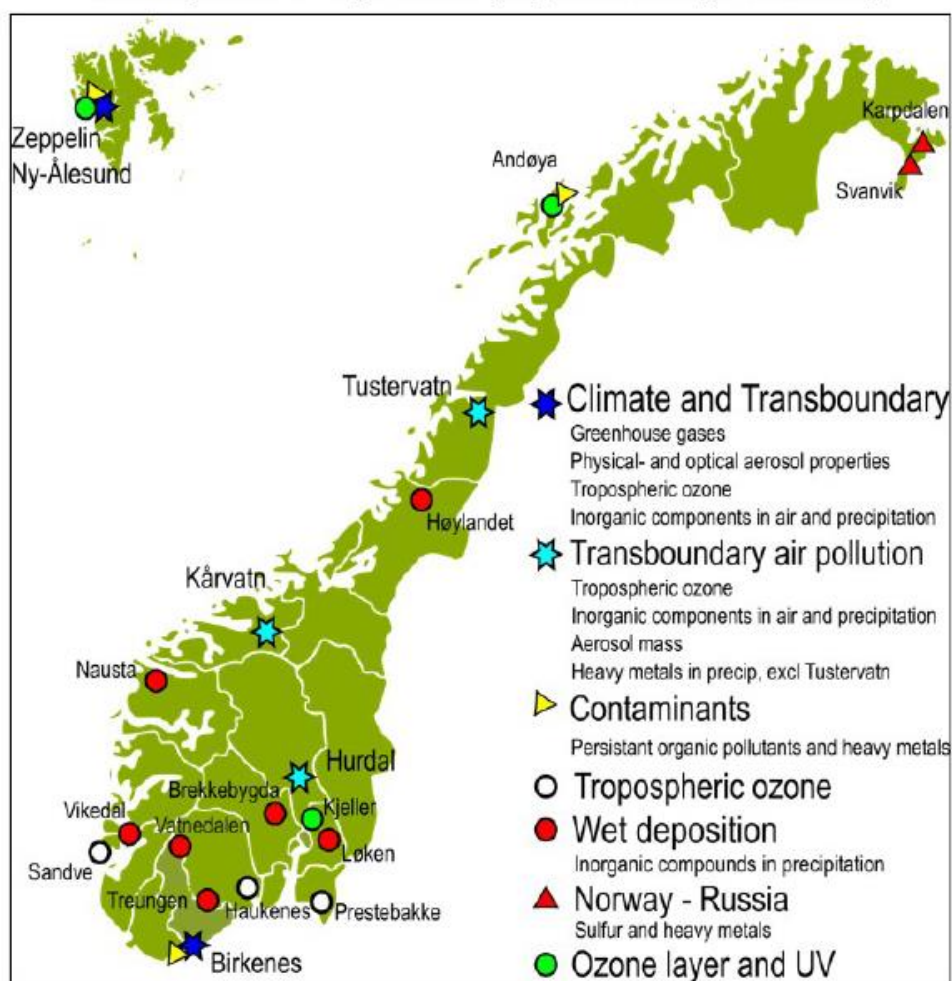 Karpdalen
Zeppelin
Ny-Ålesund
Andøya
Svanvik
Tustervatn
Climate and Transboundary
Greenhouse gases
Physical- and optical aerosol properties
Tropospheric ozone
Inorganic components in air and precipitation
Høylandet
Transboundary air pollution
Tropospheric ozone
Inorganic components in air and precipitation
Aerosol mass
Heavy metals in precip, excl Tustervatn
Kårvatn
Nausta
Contaminants
Persistant organic pollutants and heavy metals
Hurdal
Brekkebygda
Kjeller
Vikedal
Vatnedalen
Løken
Sandve
Tropospheric ozone
Wet deposition
Inorganic compounds in precipitation
Treungen
Haukenes
Prestebakke
Norway - Russia
Sulfur and heavy metals
Birkenes
Ozone layer and UV